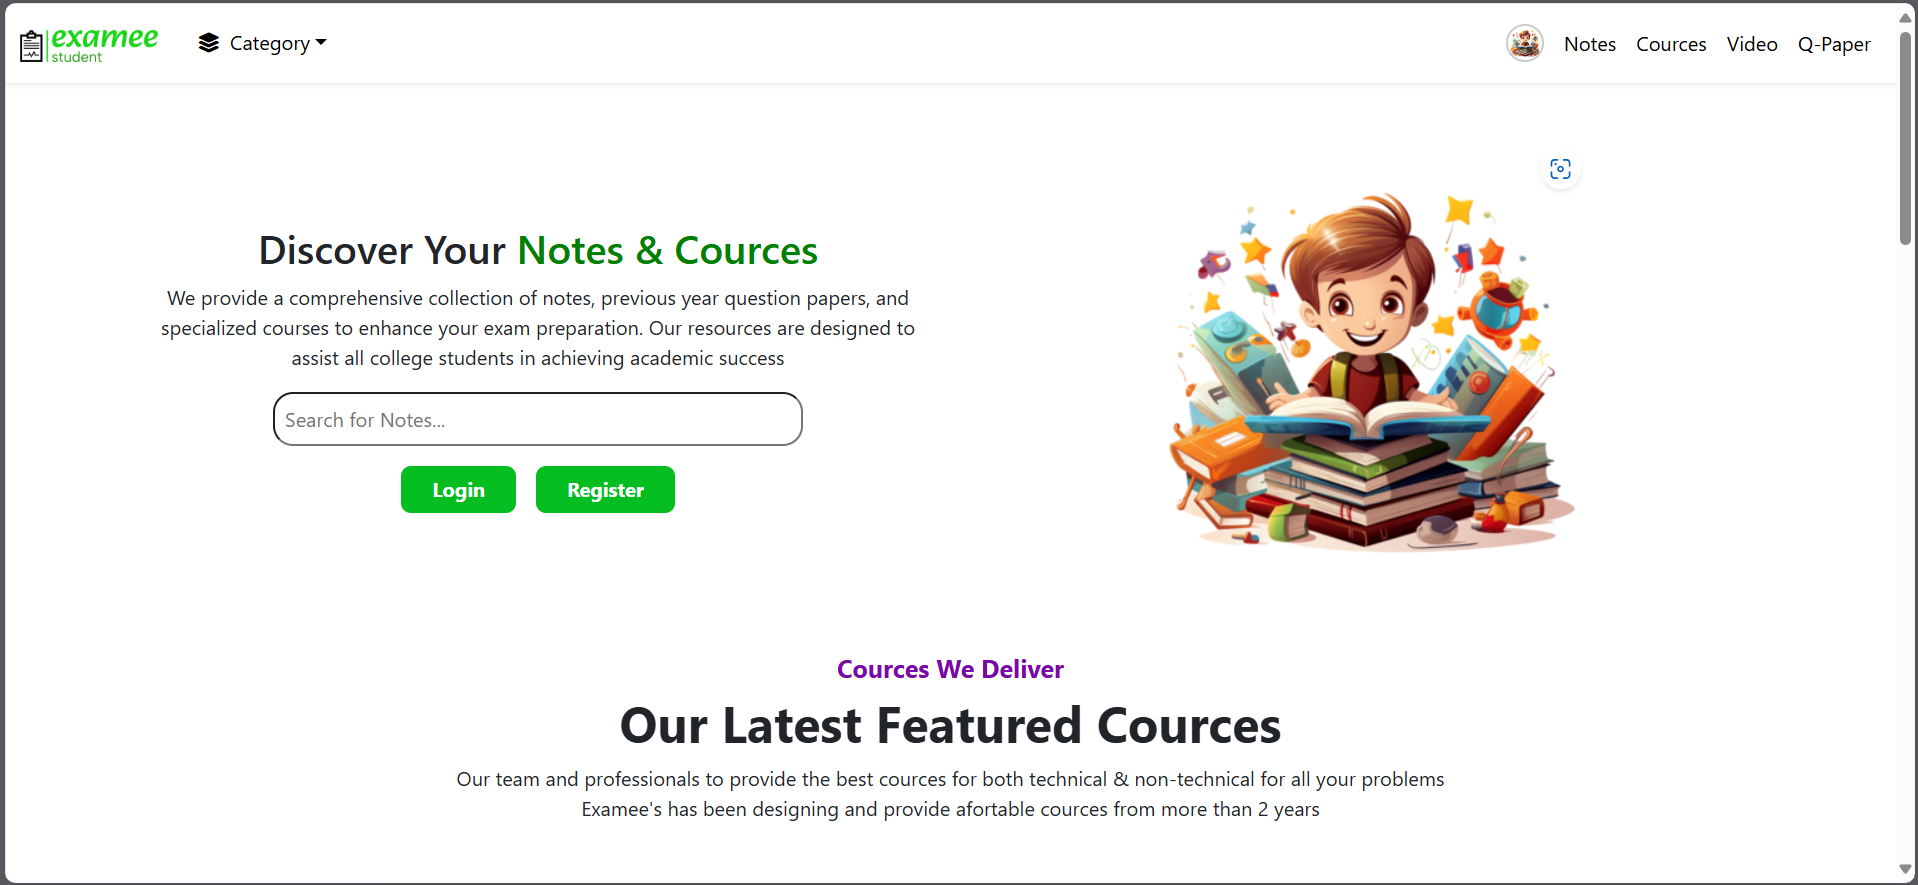 examee
student
Category
Notes
Cources
Video
Q-Paper
Discover Your Notes & Cources
We provide a comprehensive collection of notes, previous year question papers, and
specialized courses to enhance your exam preparation. Our resources are designed to
assist all college students in achieving academic success
Search for Notes...
Login
Register
Cources We Deliver
Our Latest Featured Cources
Our team and professionals to provide the best cources for both technical & non-technical for all your problems
Examee's has been designing and provide afortable cources from more than 2 years